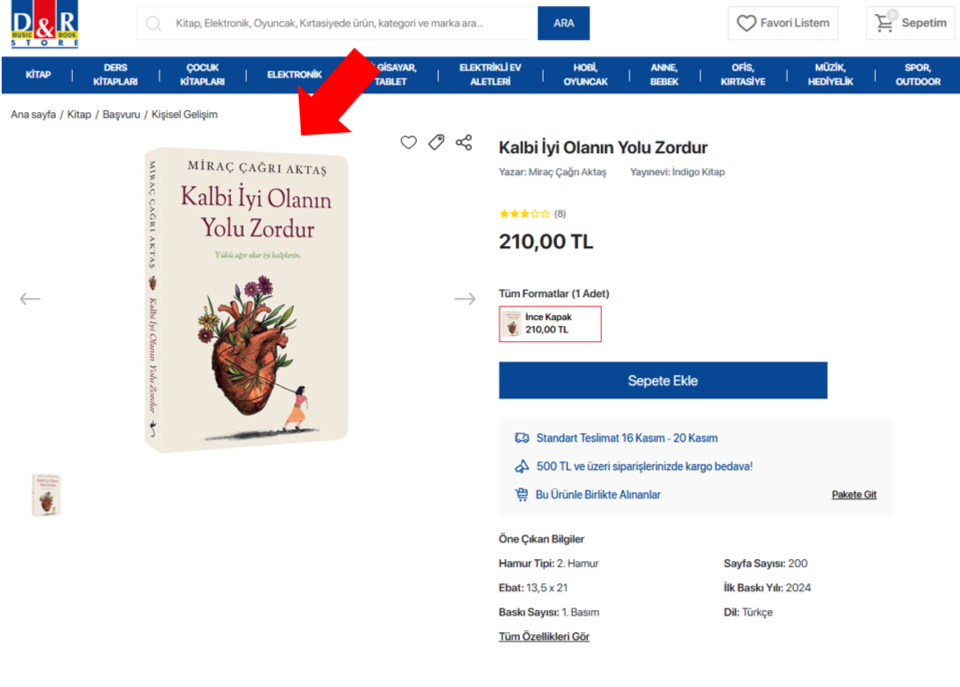 D&R
MUSIC BOOK
STORE
Kitap, Elektronik, Oyuncak, Kırtasiyede ürün, kategori ve marka ara...
ARA
Favori Listem
0
Sepetim
KİTAP
DERS
KİTAPLARI
ÇOCUK
KİTAPLARI
ELEKTRONİK
GİSAYAR,
TABLET
ELEKTRİKLİ EV
ALETLERİ
HOBİ,
OYUNCAK
ANNE,
BEBEK
OFİS,
KIRTASİYE
MÜZİK,
HEDİYELİK
SPOR,
OUTDOOR
Ana sayfa / Kitap / Başvuru / Kişisel Gelişim
MİRAÇ ÇAĞRI AKTAŞ
Kalbi İyi Olanın Yolu Zordur
MİRAÇ ÇAĞRI AKTAŞ
Kalbi İyi Olanın
Yolu Zordur
Yükü ağır olur iyi kalplerin.
Kalbi İyi Olanın Yolu Zordur
Yazar: Miraç Çağrı Aktaş Yayınevi: İndigo Kitap
(8)
210,00 TL
Tüm Formatlar (1 Adet)
İnce Kapak
210,00 TL
Sepete Ekle
Standart Teslimat 16 Kasım - 20 Kasım
500 TL ve üzeri siparişlerinizde kargo bedava!
Bu Ürünle Birlikte Alınanlar
Pakete Git
Öne Çıkan Bilgiler
Hamur Tipi: 2. Hamur
Sayfa Sayısı: 200
Ebat: 13,5 x 21
İlk Baskı Yılı: 2024
Baskı Sayısı: 1. Basım
Dil: Türkçe
Tüm Özellikleri Gör